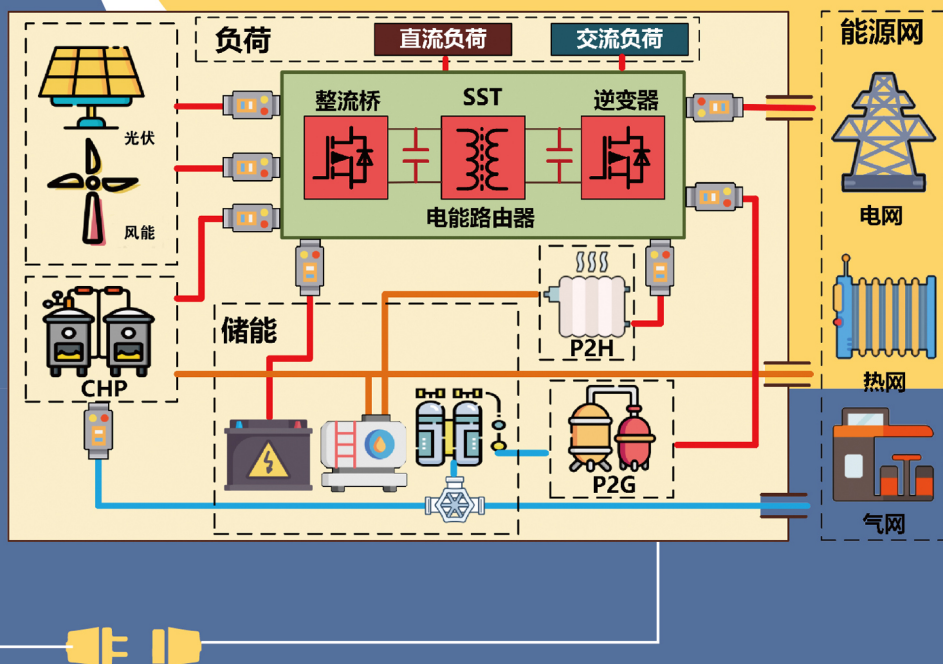 负荷
直流负荷
交流负荷
能源网
整流桥
SST
逆变器
光伏
电能路由器
电网
风能
储能
P2H
CHP
热网
P2G
气网